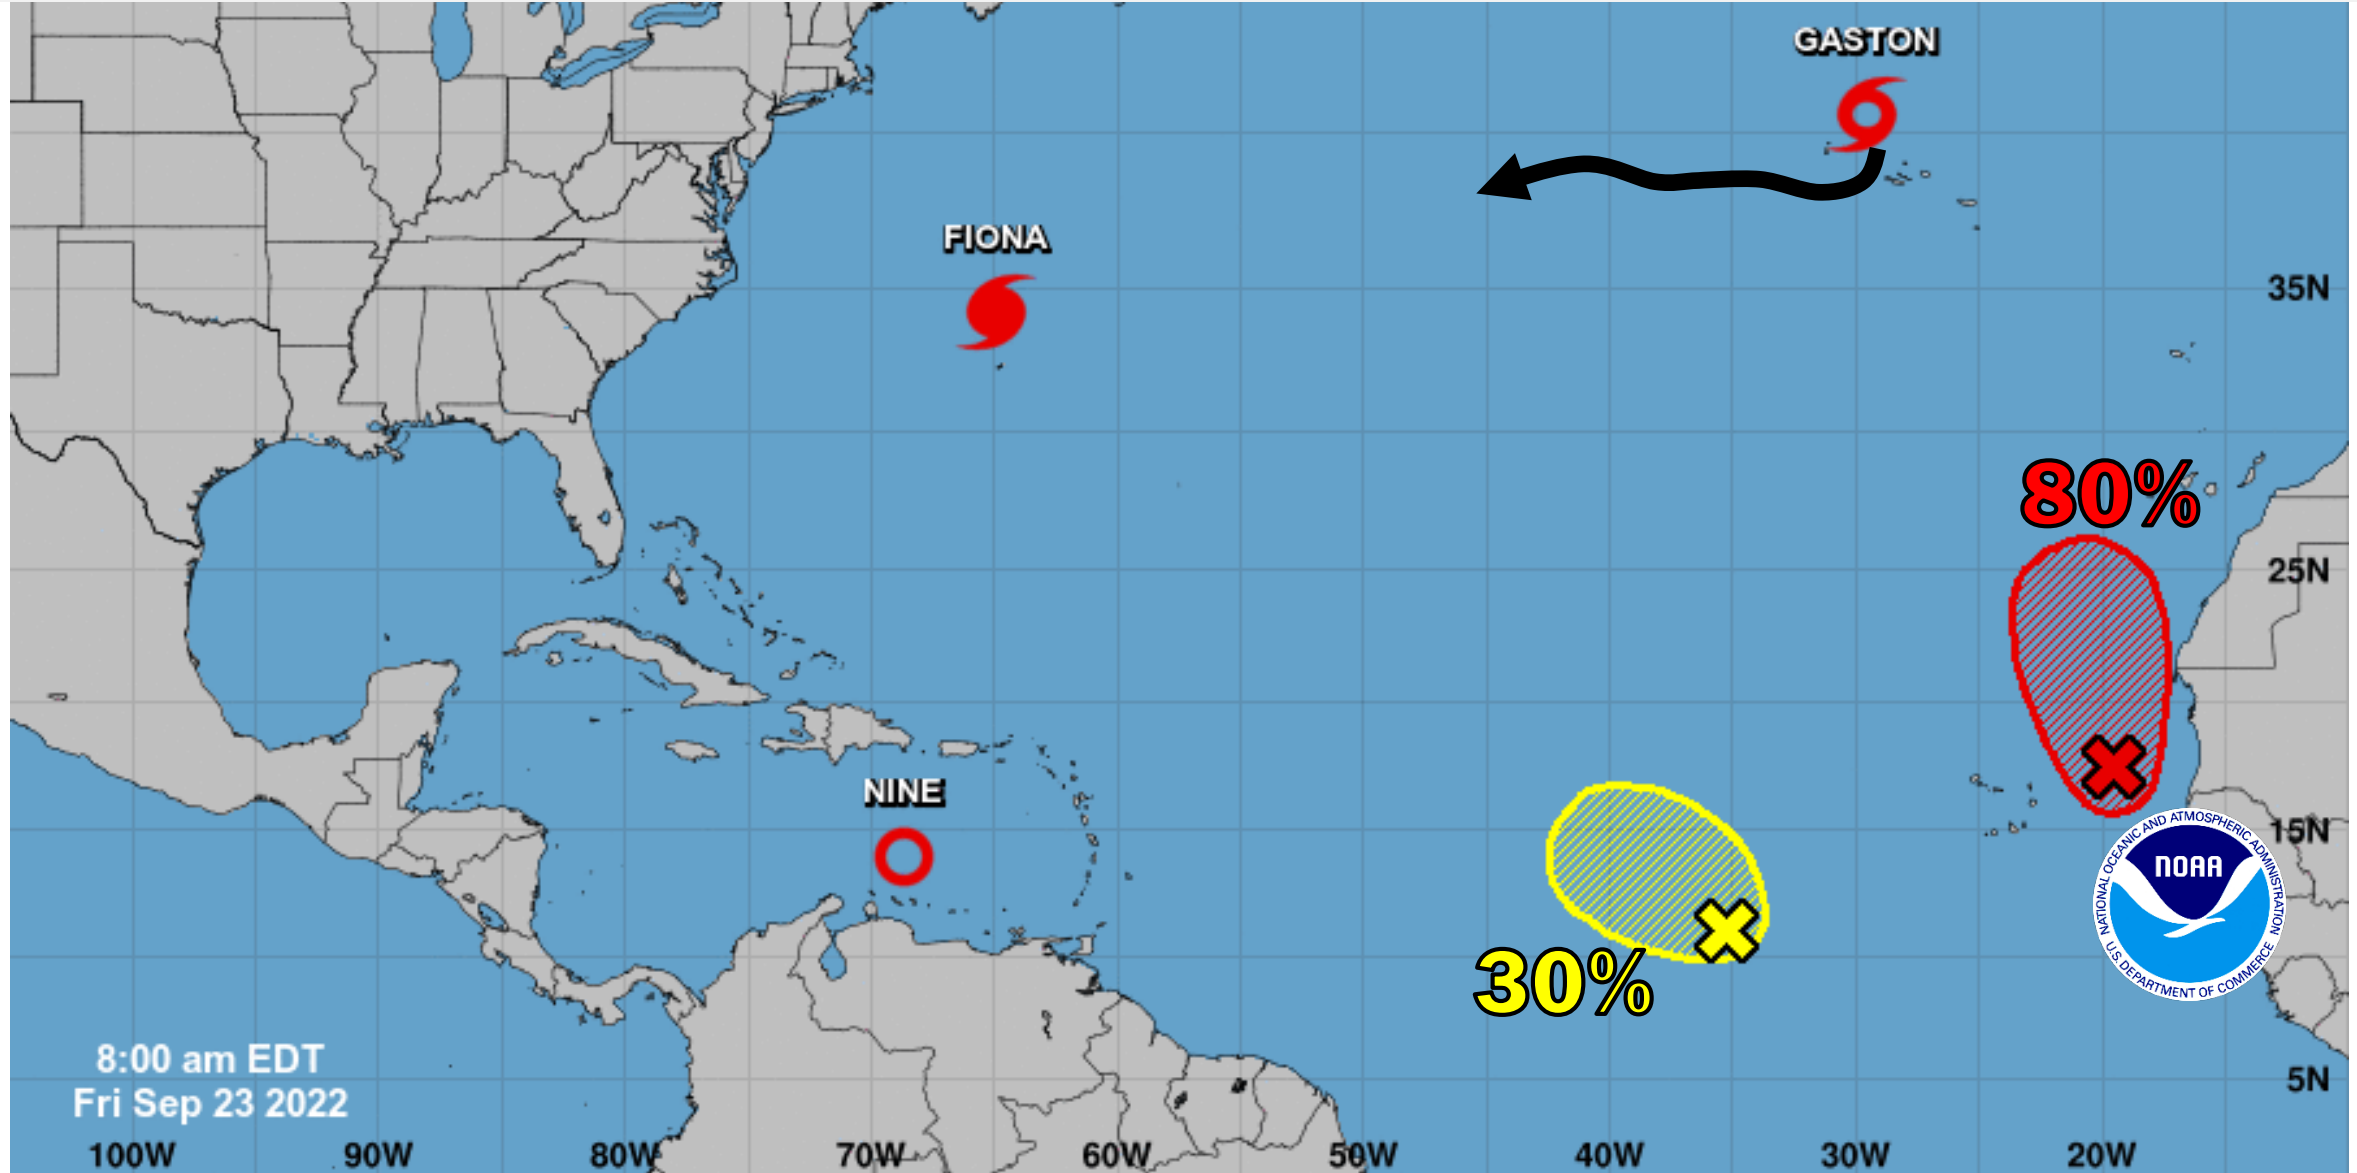 GASTON
FIONA
35N
80%
25N
NINE
15N
NATIONAL OCEANIC AND ATMOSPHERIC ADMINISTRATION
NOAA
U.S. DEPARTMENT OF COMMERCE
30%
8:00 am EDT
Fri Sep 23 2022
5N
100W 90W 80W 70W 60W 50W 40W 30W 20W